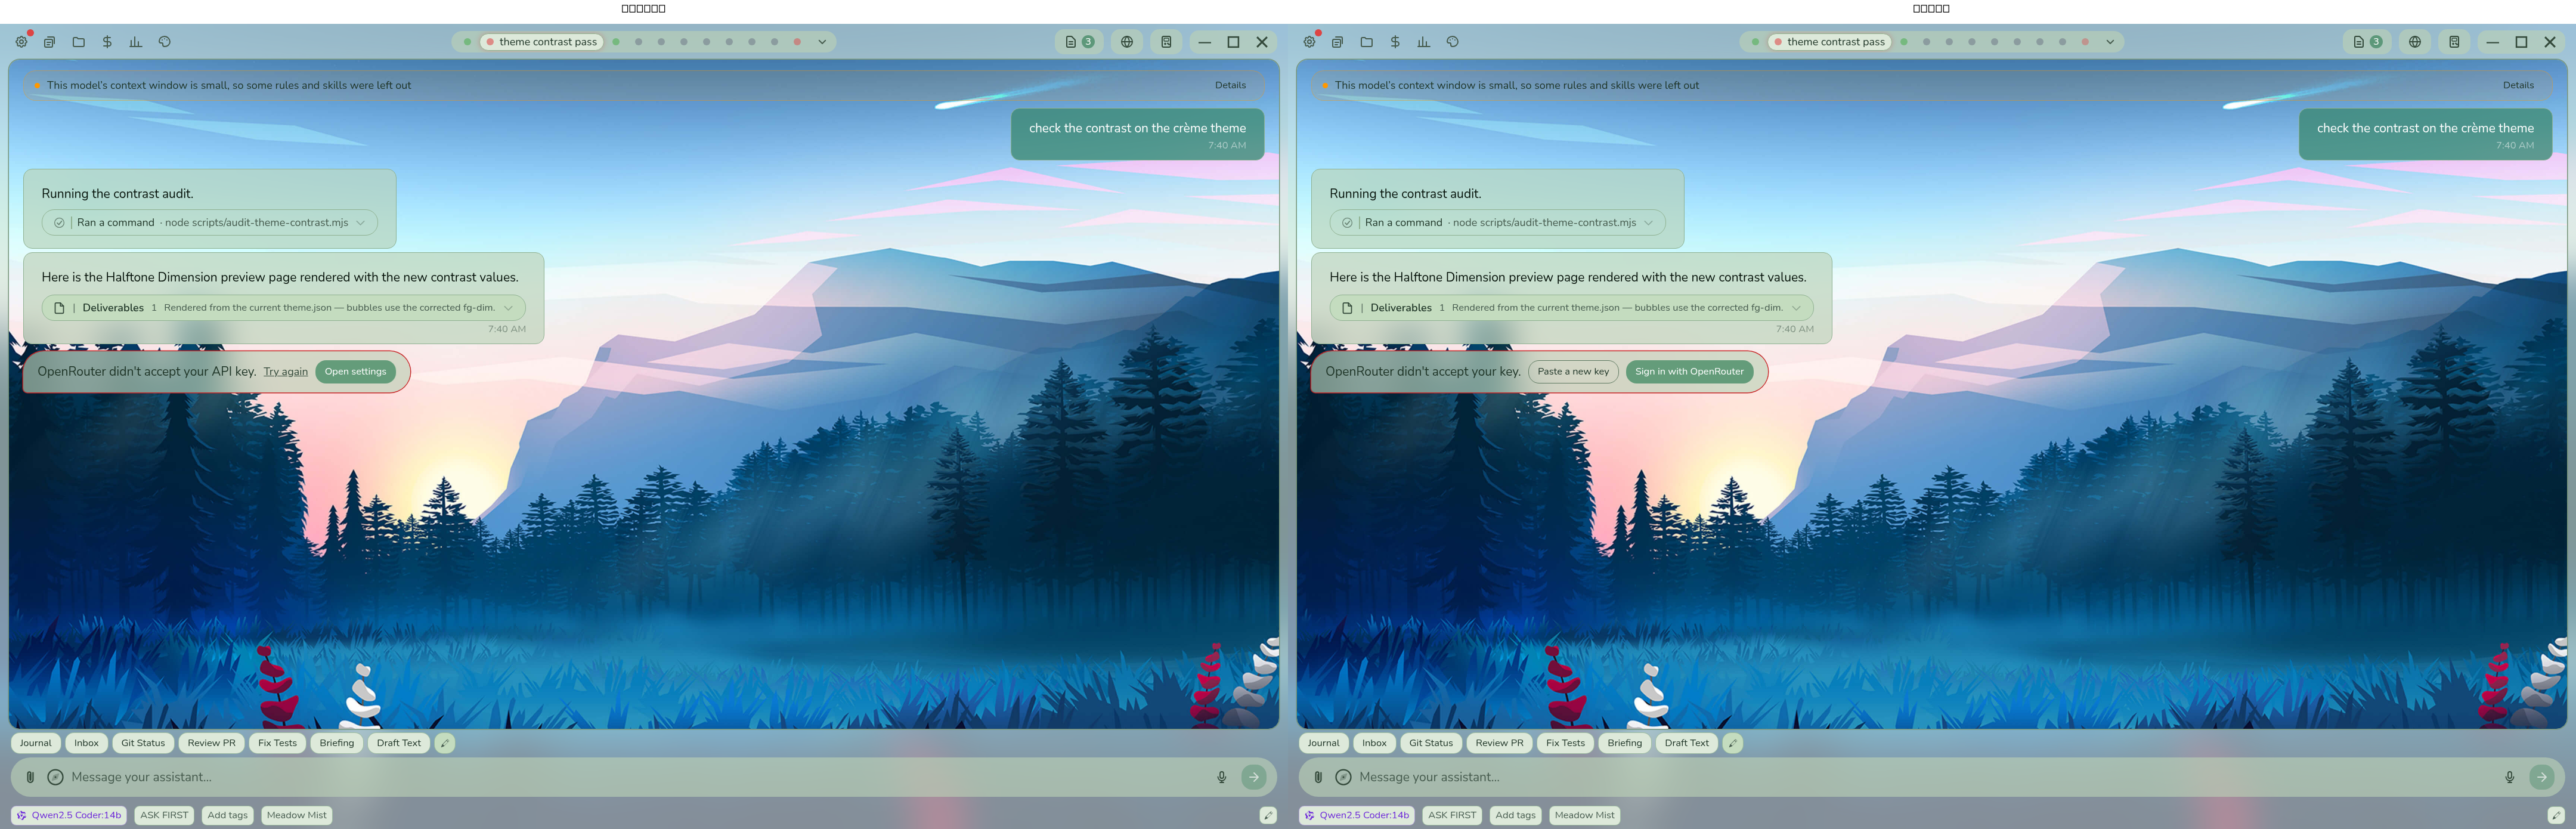 theme contrast pass
3
This model's context window is small, so some rules and skills were left out
Details
check the contrast on the crème theme
7:40 AM
Running the contrast audit.
Ran a command · node scripts/audit-theme-contrast.mjs
Here is the Halftone Dimension preview page rendered with the new contrast values.
Deliverables 1 Rendered from the current theme.json — bubbles use the corrected fg-dim.
7:40 AM
OpenRouter didn't accept your API key. Try again Open settings
Journal Inbox Git Status Review PR Fix Tests Briefing Draft Text
Message your assistant...
Qwen2.5 Coder:14b ASK FIRST Add tags Meadow Mist
theme contrast pass
3
This model's context window is small, so some rules and skills were left out
Details
check the contrast on the crème theme
7:40 AM
Running the contrast audit.
Ran a command · node scripts/audit-theme-contrast.mjs
Here is the Halftone Dimension preview page rendered with the new contrast values.
Deliverables 1 Rendered from the current theme.json — bubbles use the corrected fg-dim.
7:40 AM
OpenRouter didn't accept your key. Paste a new key Sign in with OpenRouter
Journal Inbox Git Status Review PR Fix Tests Briefing Draft Text
Message your assistant...
Qwen2.5 Coder:14b ASK FIRST Add tags Meadow Mist